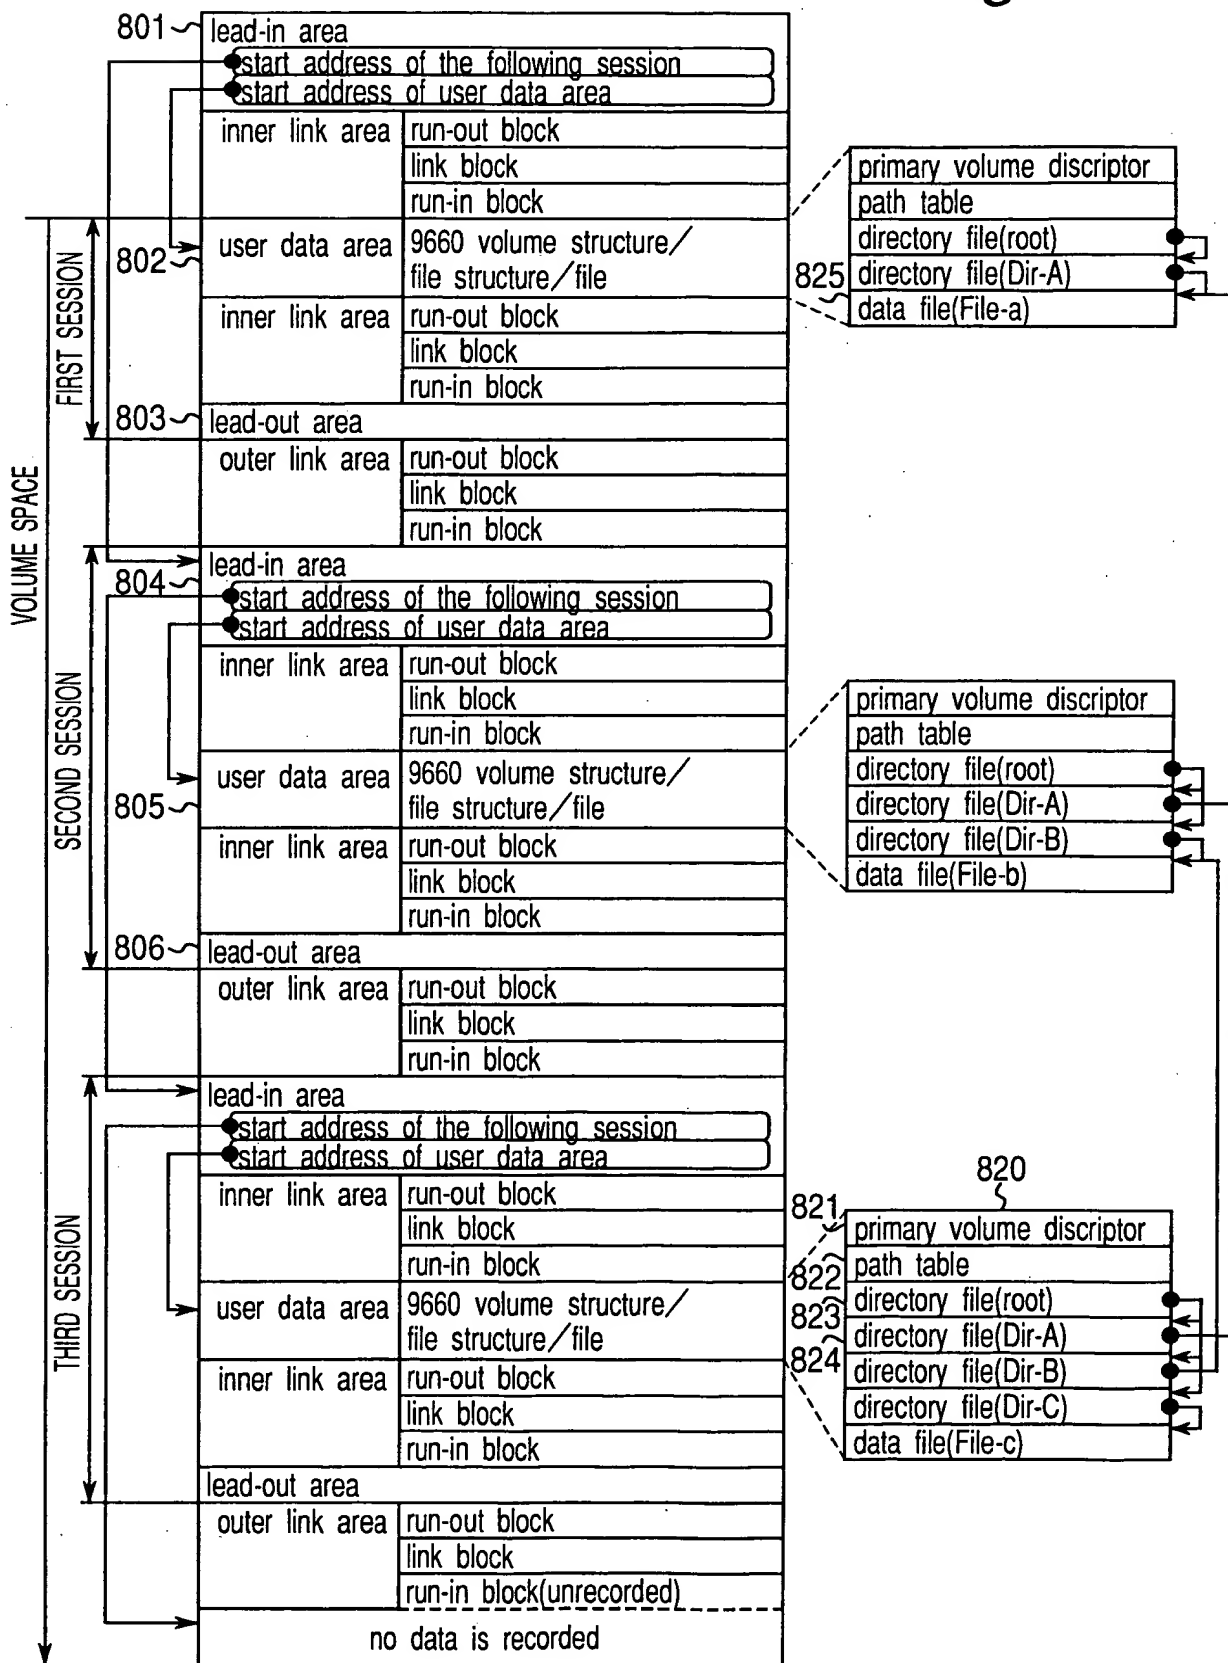 801
lead-in area
start address of the following session
start address of user data area
inner link area
run-out block
link block
run-in block
802
user data area
9660 volume structure/
file structure/file
inner link area
run-out block
link block
run-in block
803
lead-out area
outer link area
run-out block
link block
run-in block
804
lead-in area
start address of the following session
start address of user data area
inner link area
run-out block
link block
run-in block
805
user data area
9660 volume structure/
file structure/file
inner link area
run-out block
link block
run-in block
806
lead-out area
outer link area
run-out block
link block
run-in block
lead-in area
start address of the following session
start address of user data area
inner link area
run-out block
link block
run-in block
user data area
9660 volume structure/
file structure/file
inner link area
run-out block
link block
run-in block
lead-out area
outer link area
run-out block
link block
run-in block(unrecorded)
no data is recorded
VOLUME SPACE
FIRST SESSION
SECOND SESSION
THIRD SESSION
primary volume discriptor
path table
directory file(root)
directory file(Dir-A)
825
data file(File-a)
primary volume discriptor
path table
directory file(root)
directory file(Dir-A)
directory file(Dir-B)
data file(File-b)
820
821
primary volume discriptor
822
path table
823
directory file(root)
824
directory file(Dir-A)
directory file(Dir-B)
directory file(Dir-C)
data file(File-c)